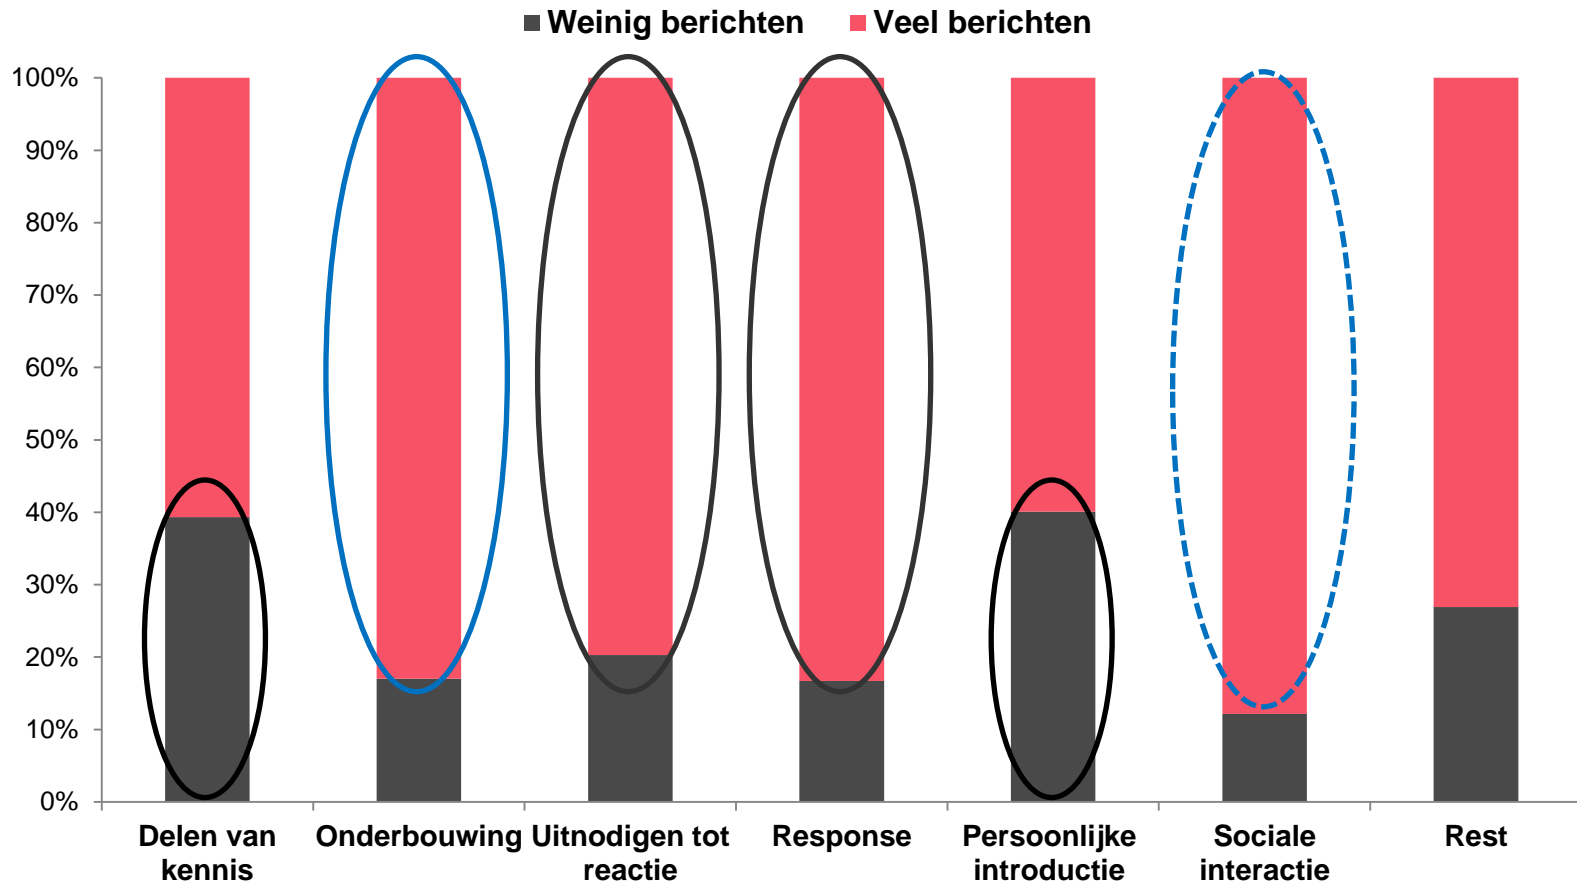 Weinig berichten Veel berichten
100%
90%
80%
70%
60%
50%
40%
30%
20%
10%
0%
Delen van
kennis
Onderbouwing
Uitnodigen tot
reactie
Response
Persoonlijke
introductie
Sociale
interactie
Rest